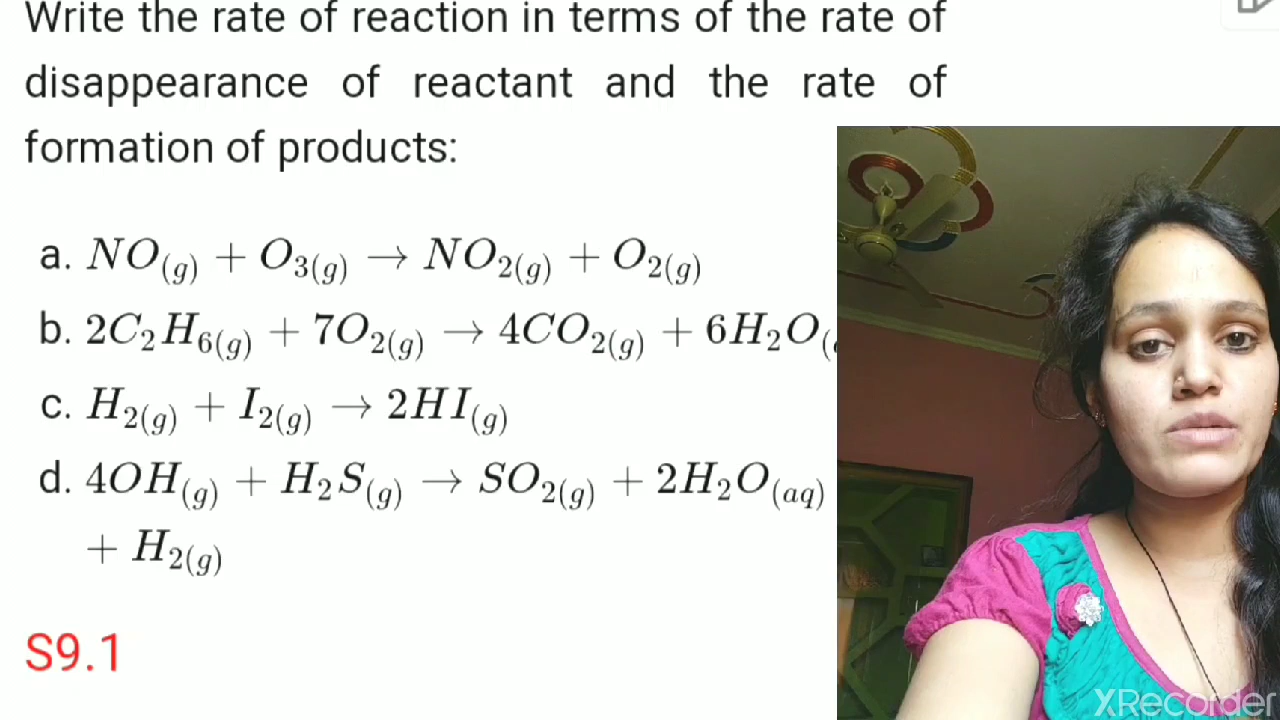 Write the rate of reaction in terms of the rate of
disappearance of reactant and the rate of
formation of products:
a. NO(g) + O3(g) → NO2(g) + O2(g)
b. 2C2H6(g) + 7O2(g) → 4CO2(g) + 6H2O(
c. H2(g) + I2(g) → 2HI(g)
d. 4OH(g) + H2S(g) → SO2(g) + 2H2O(aq)
+ H2(g)
S9.1
XRecorder